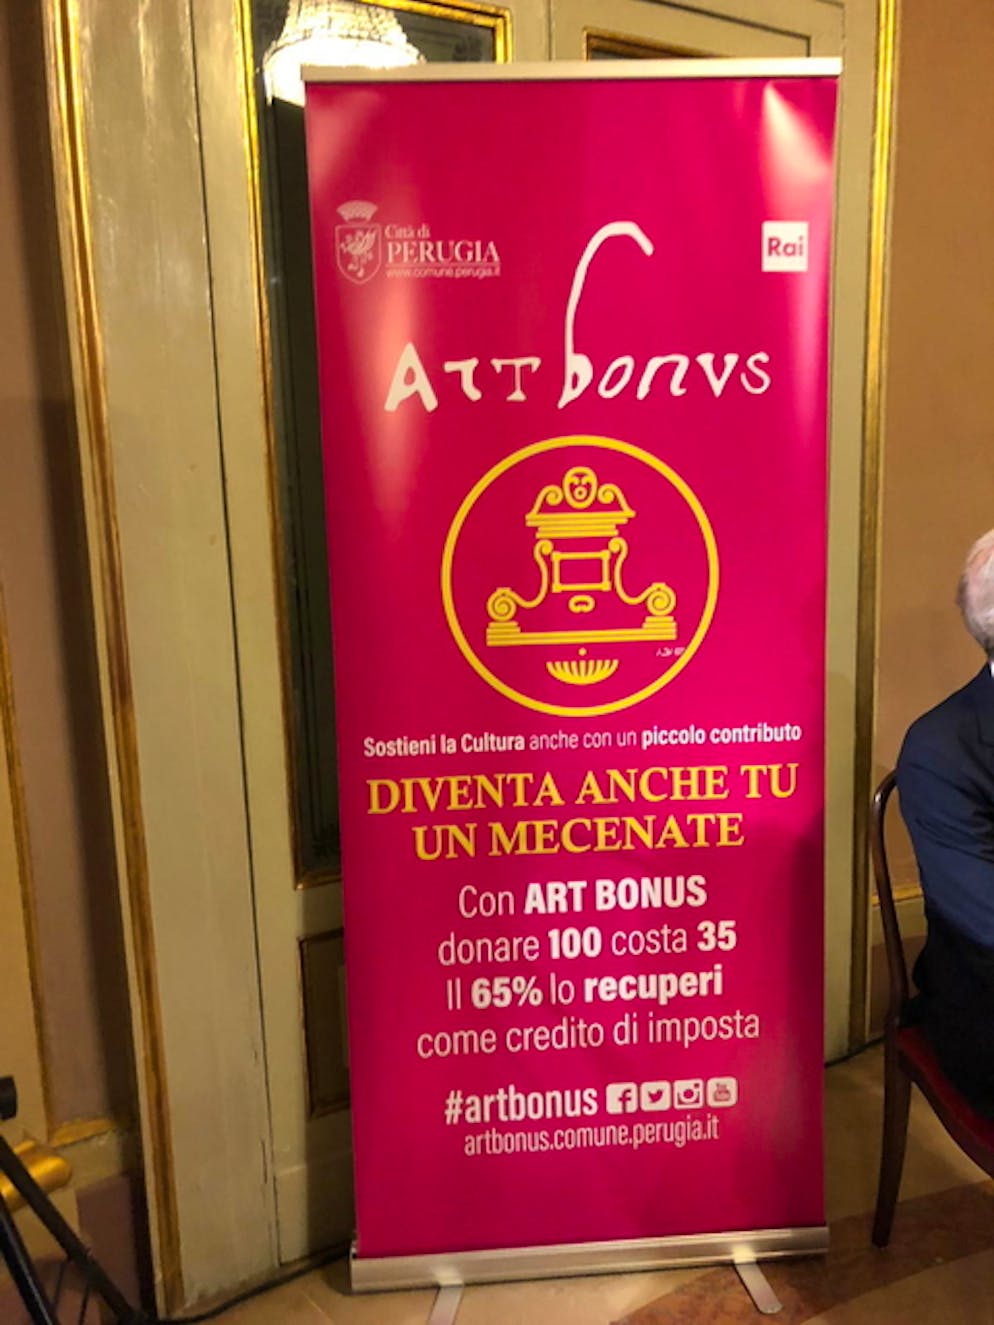 Città di
PERUGIA
www.comune.perugia.it
Rai
ART bonus
Sostieni la Cultura anche con un piccolo contributo
DIVENTA ANCHE TU
UN MECENATE
Con ART BONUS
donare 100 costa 35
Il 65% lo recuperi
come credito di imposta
#artbonus
artbonus.comune.perugia.it